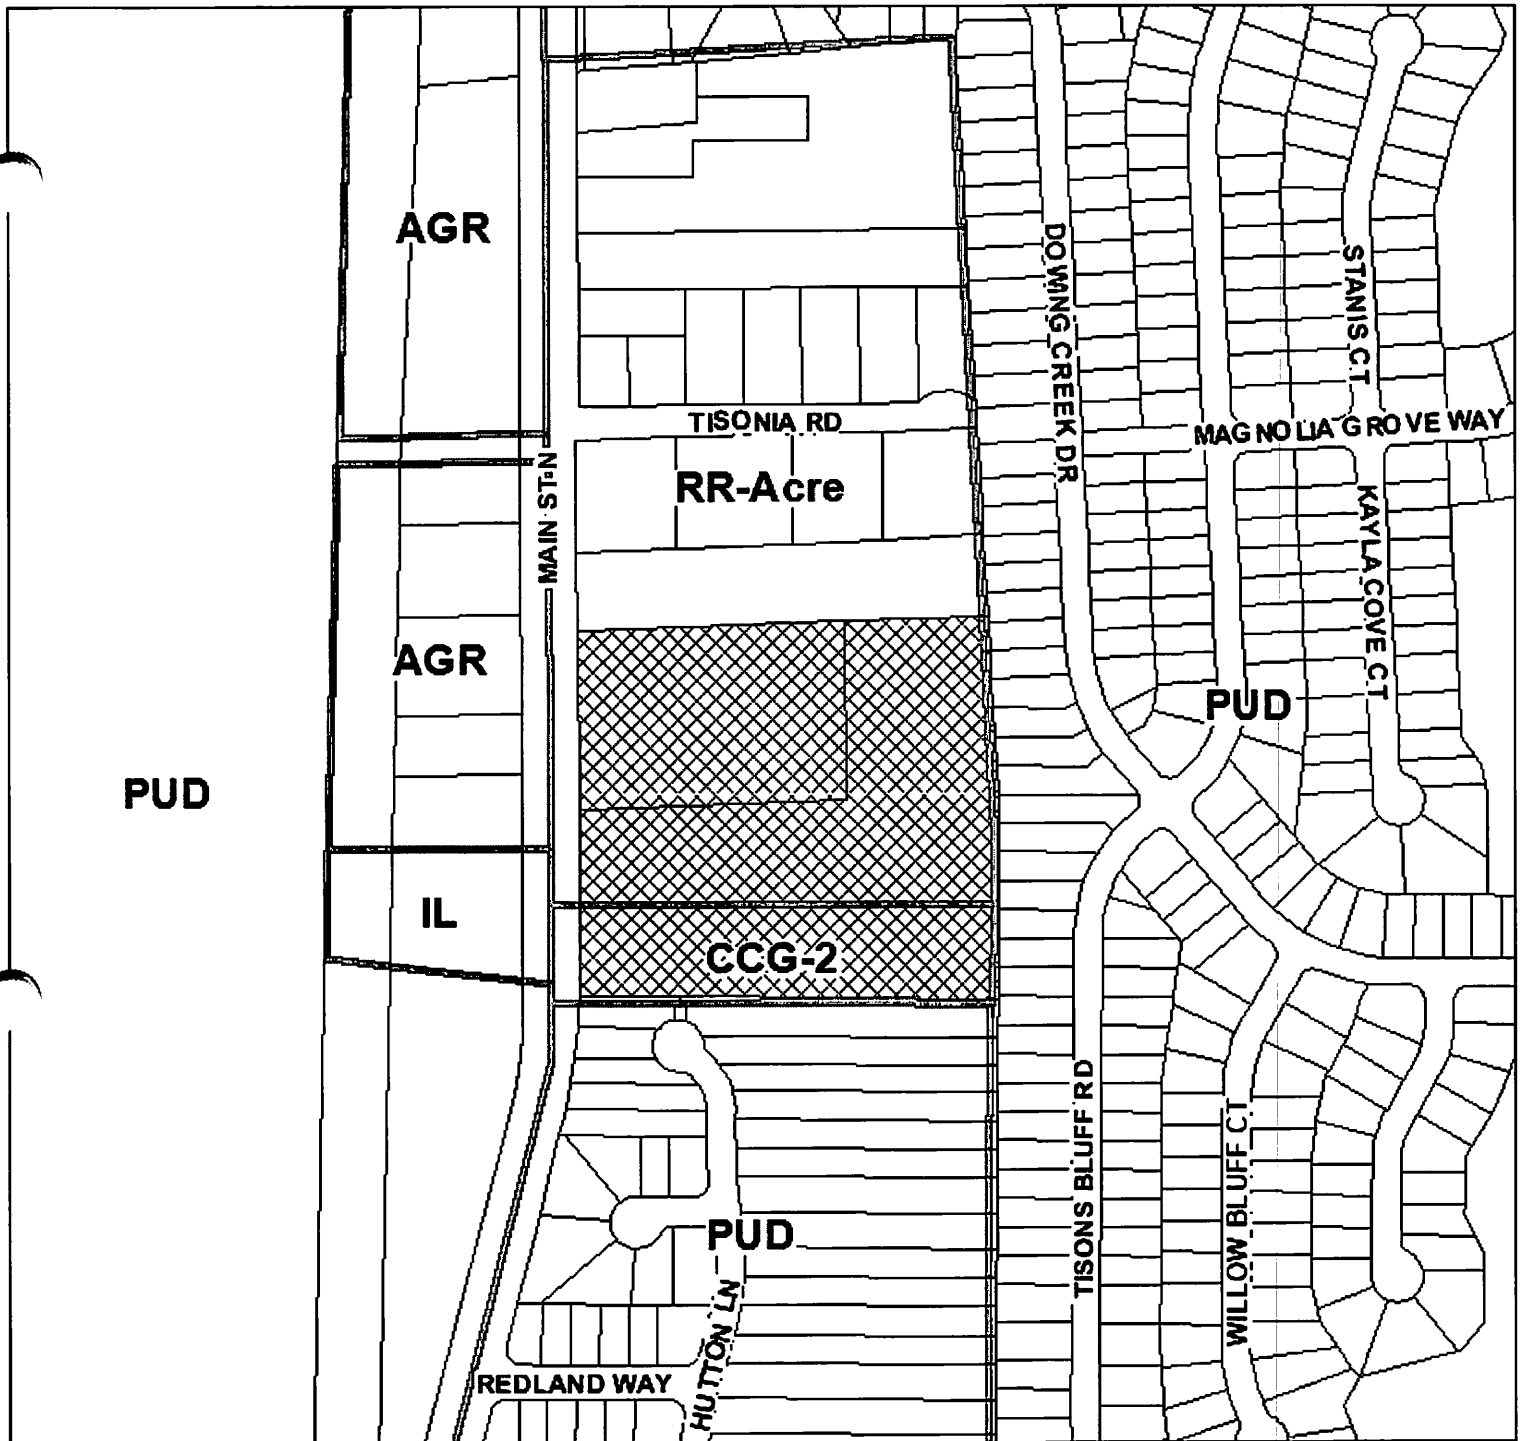 AGR
DOWNG CREEK DR
STANIS CT
TISONIA RD
MAGNOLIA GROVE WAY
MAIN ST N
RR-Acre
KAYLA COVE CT
AGR
PUD
PUD
IL
CCG-2
TISONS BLUFF RD
WILLOW BLUFF CT
PUD
HUTTON LN
REDLAND WAY